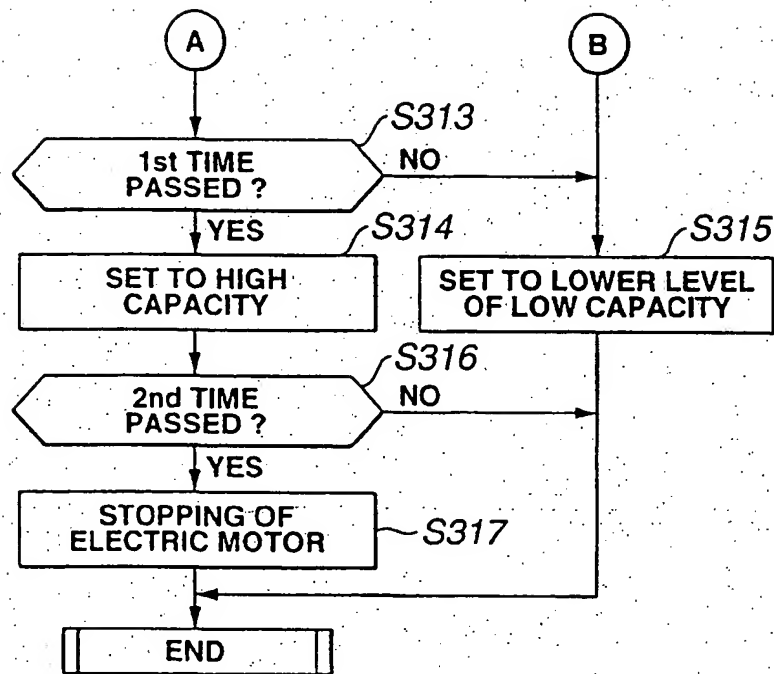 A
B
S313
1st TIME
PASSED ?
NO
YES
S314
S315
SET TO HIGH
CAPACITY
SET TO LOWER LEVEL
OF LOW CAPACITY
S316
2nd TIME
PASSED ?
NO
YES
STOPPING OF
ELECTRIC MOTOR
S317
END